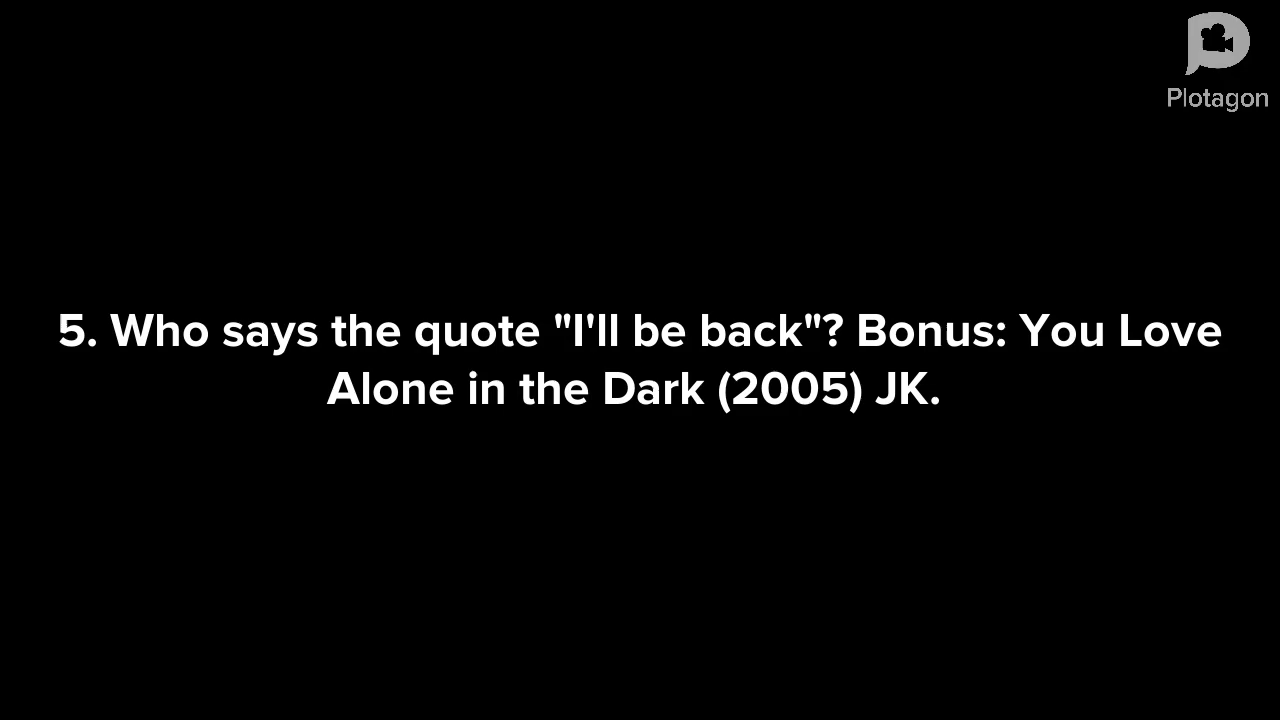 Plotagon
5. Who says the quote "I'll be back"? Bonus: You Love
Alone in the Dark (2005) JK.